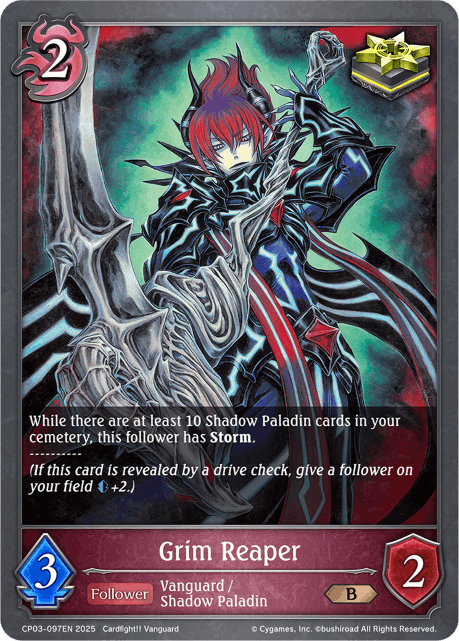 2
While there are at least 10 Shadow Paladin cards in your
cemetery, this follower has Storm.
----------
(If this card is revealed by a drive check, give a follower on
your field +2.)
Grim Reaper
3
Follower
Vanguard /
Shadow Paladin
B
2
CP03-097EN 2025 Cardfight!! Vanguard
© Cygames, Inc. ©bushiroad All Rights Reserved.